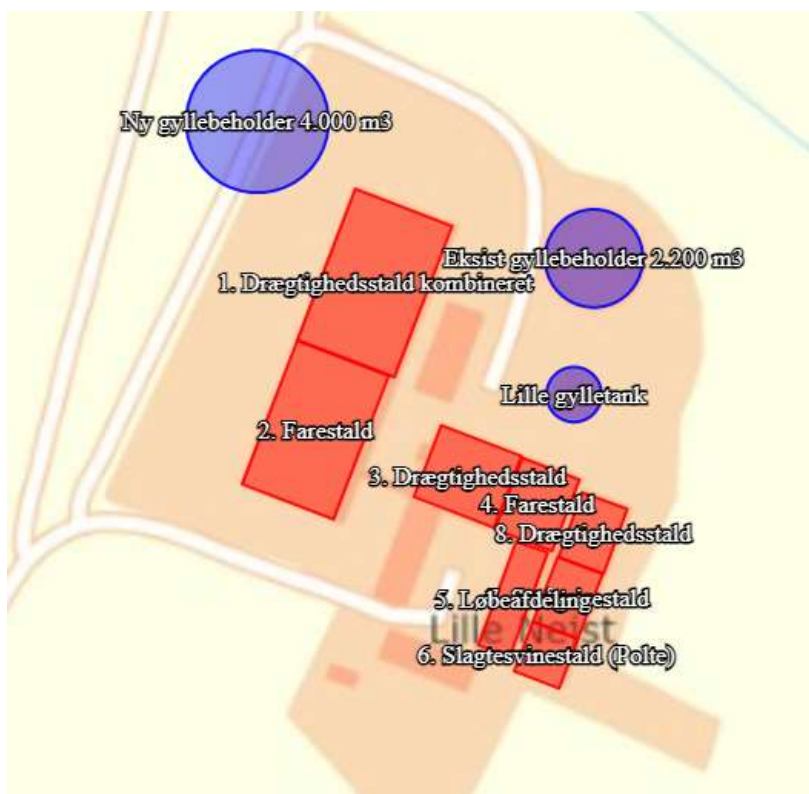 Ny gyllebeholder 4.000 m3
Eksist gyllebeholder 2.200 m3
1. Drægtighedsstald kombineret
Lille gylletank
2. Farestald
3. Drægtighedsstald
4. Farestald
8. Drægtighedsstald
5. Løbeafdeling
Lille Nejst
6. Slagtesvinestald (Polte)